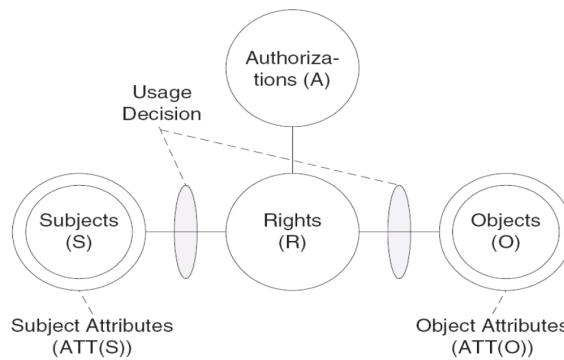 Authoriza-
tions (A)
Usage
Decision
Subjects
(S)
Rights
(R)
Objects
(O)
Subject Attributes
(ATT(S))
Object Attributes
(ATT(O))